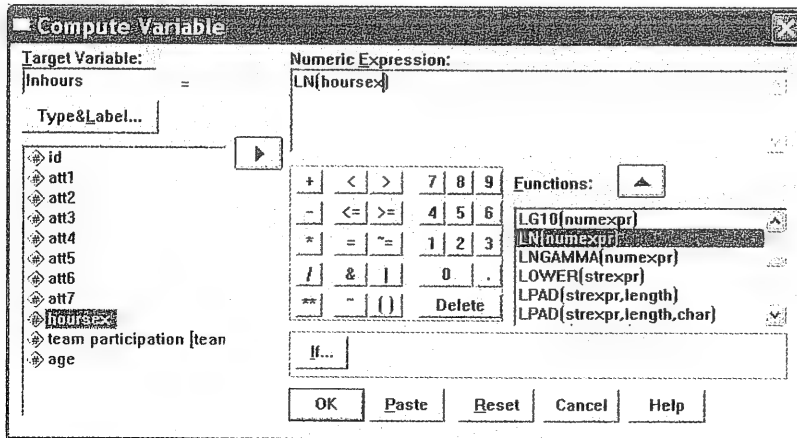 Compute Variable
Target Variable:
lnhours
=
Type&Label...
id
att1
att2
att3
att4
att5
att6
att7
hoursex
team participation [tean
age
Numeric Expression:
LN(hoursex)
+ < > 7 8 9
- <= >= 4 5 6
* = ~= 1 2 3
/ & | 0 .
** ~ ( ) Delete
Functions:
LG10(numexpr)
LN(numexpr)
LNGAMMA(numexpr)
LOWER(strexpr)
LPAD(strexpr,length)
LPAD(strexpr,length,char)
If...
OK Paste Reset Cancel Help